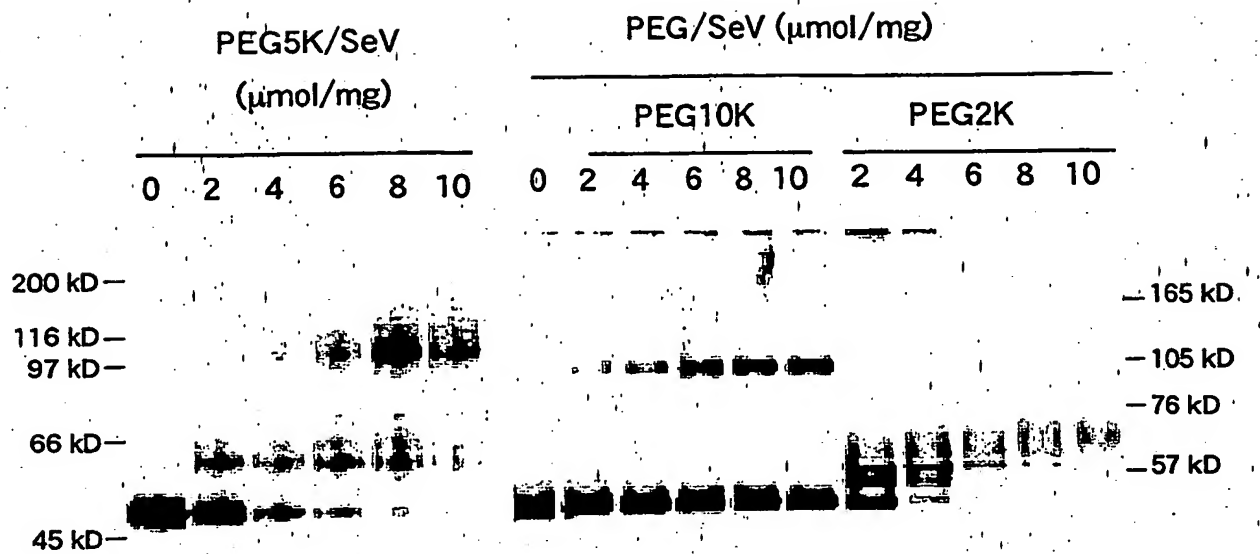 PEG5K/SeV
(μmol/mg)
0 2 4 6 8 10
PEG/SeV (μmol/mg)
PEG10K PEG2K
0 2 4 6 8 10 2 4 6 8 10
200 kD
116 kD
97 kD
66 kD
45 kD
165 kD
105 kD
76 kD
57 kD